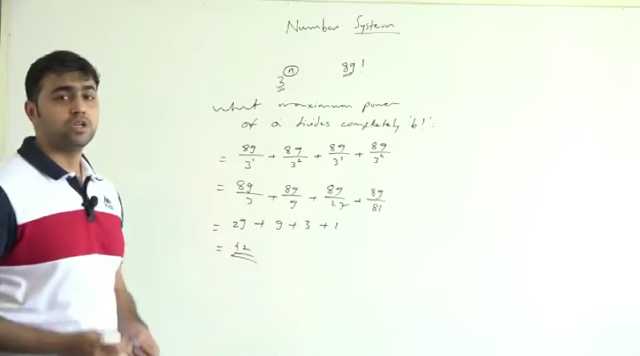 Number System
3ⁿ 89!
what maximum power
of a divides completely 'b!':
= 89/3¹ + 89/3² + 89/3³ + 89/3⁴
= 89/3 + 89/9 + 89/27 + 89/81
= 29 + 9 + 3 + 1
= 42